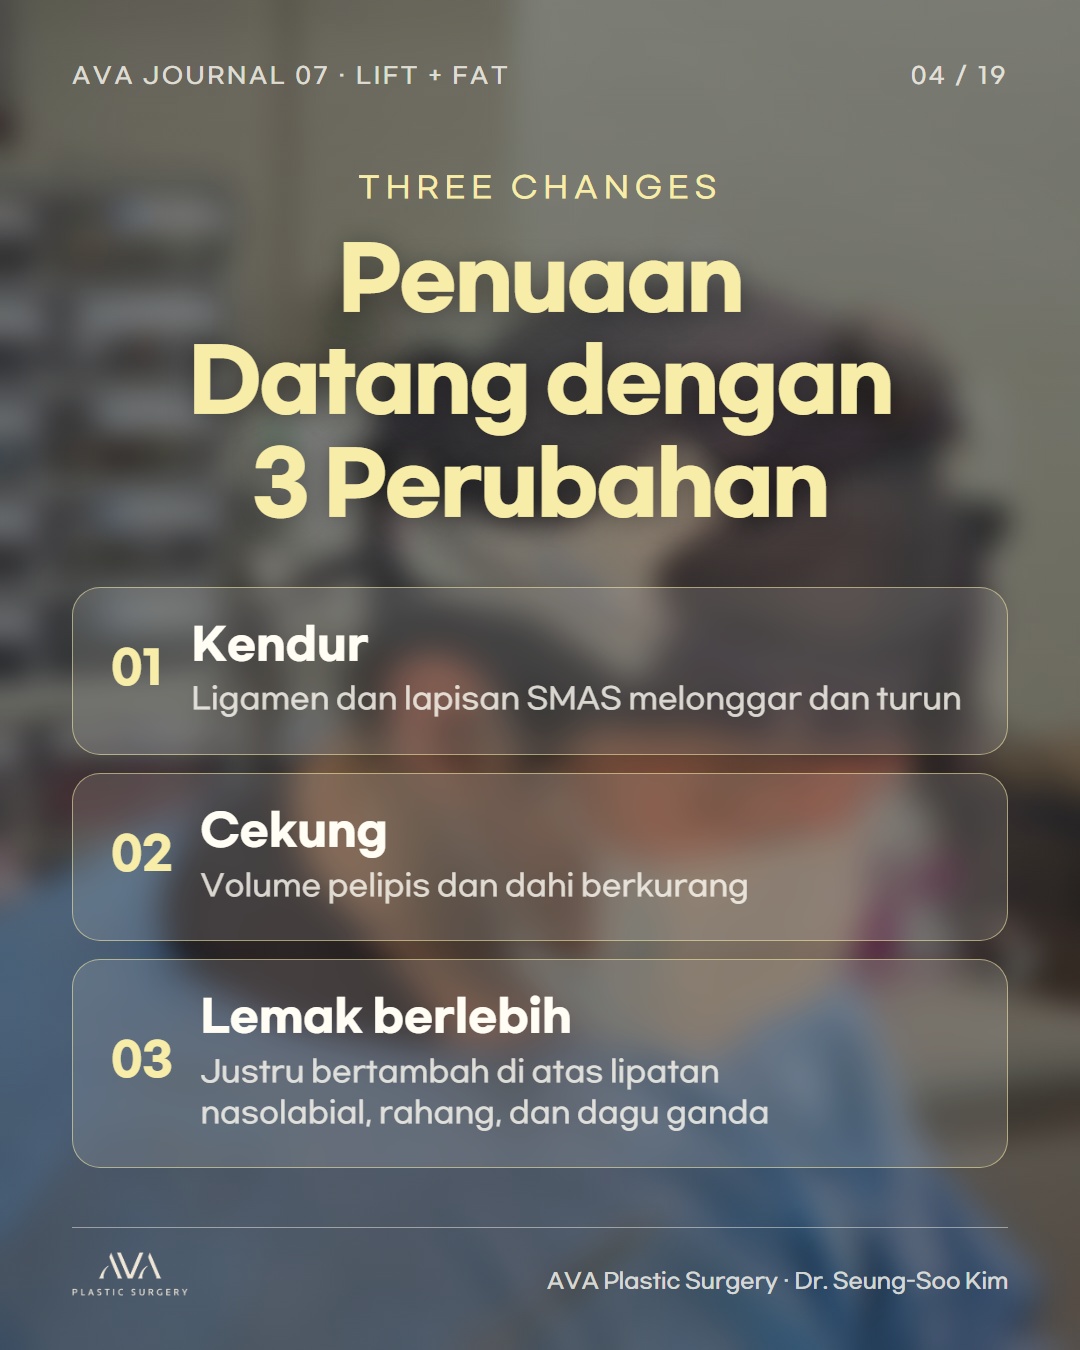 AVA JOURNAL 07 · LIFT + FAT
04 / 19
THREE CHANGES
Penuaan
Datang dengan
3 Perubahan
01
Kendur
Ligamen dan lapisan SMAS melonggar dan turun
02
Cekung
Volume pelipis dan dahi berkurang
03
Lemak berlebih
Justru bertambah di atas lipatan
nasolabial, rahang, dan dagu ganda
AVA
PLASTIC SURGERY
AVA Plastic Surgery · Dr. Seung-Soo Kim